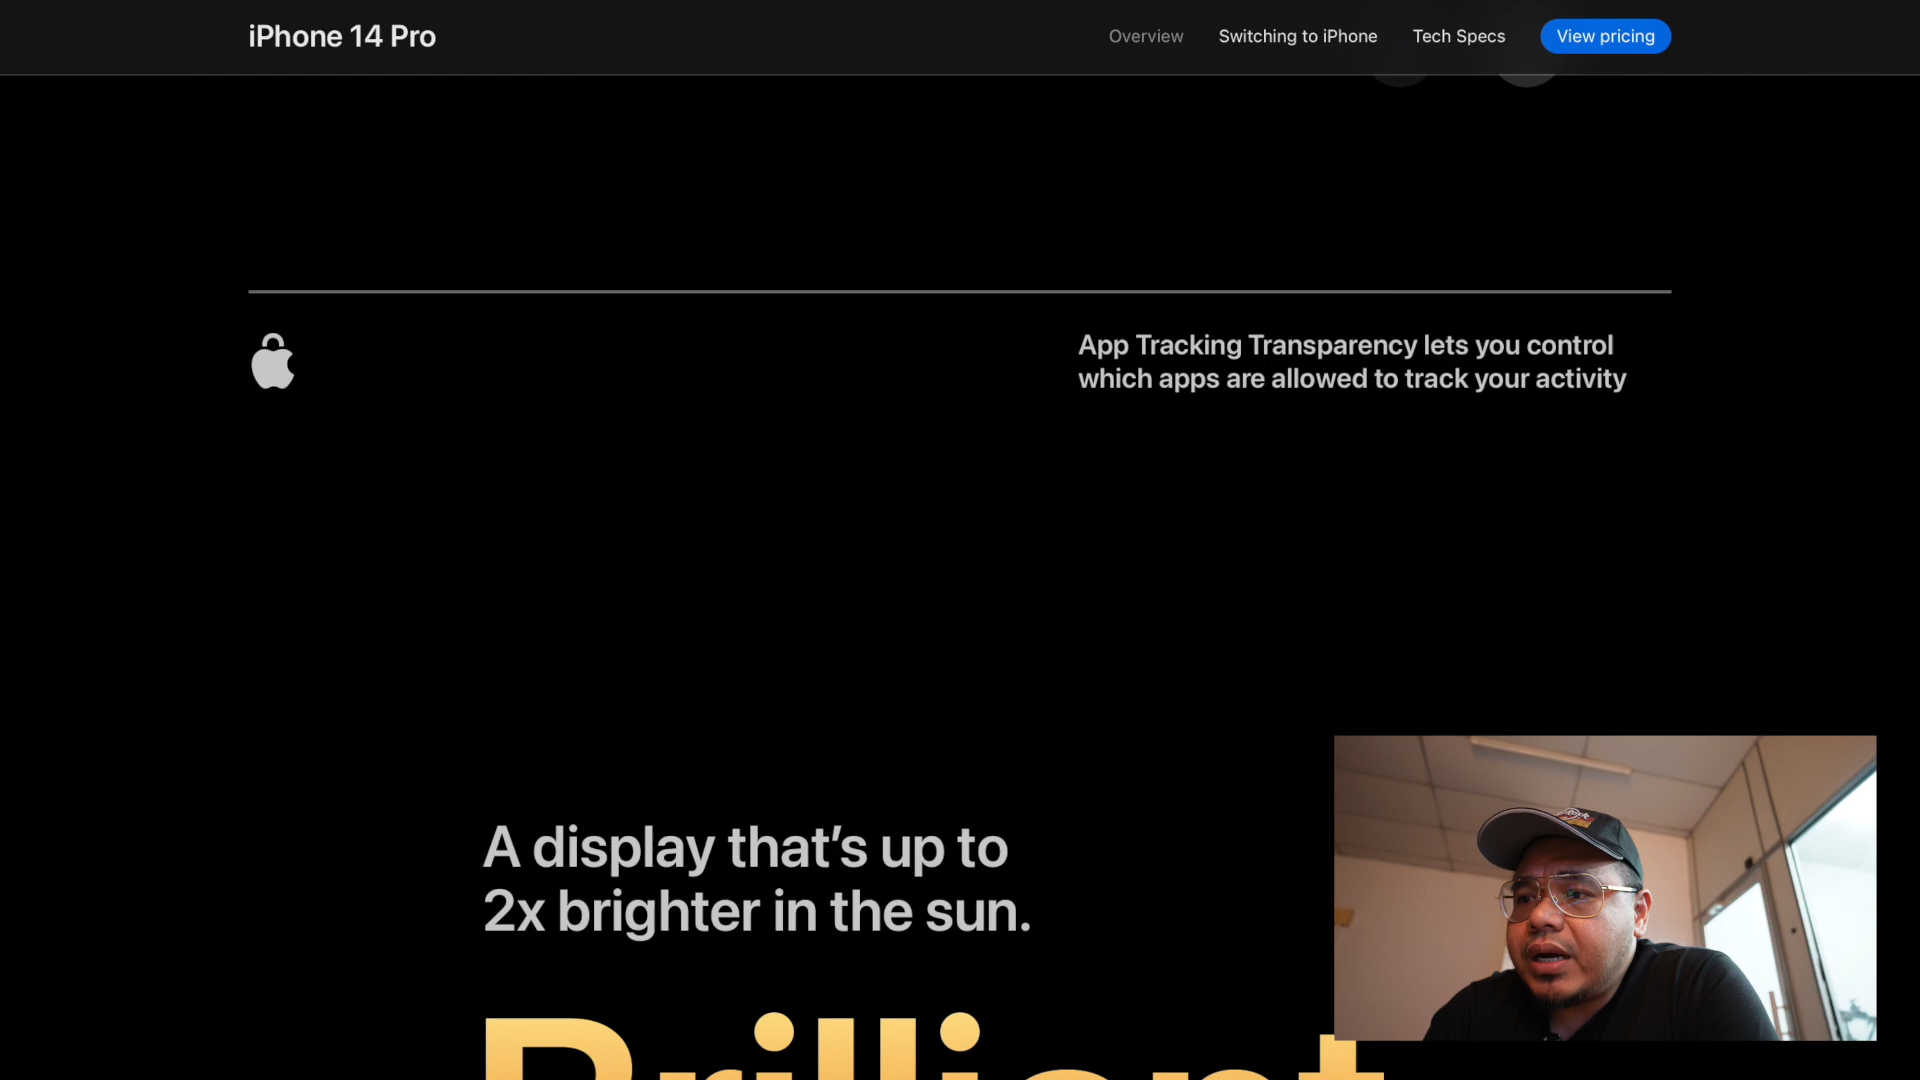 iPhone 14 Pro
Overview
Switching to iPhone
Tech Specs
View pricing
App Tracking Transparency lets you control
which apps are allowed to track your activity
A display that’s up to
2x brighter in the sun.
Brilliant